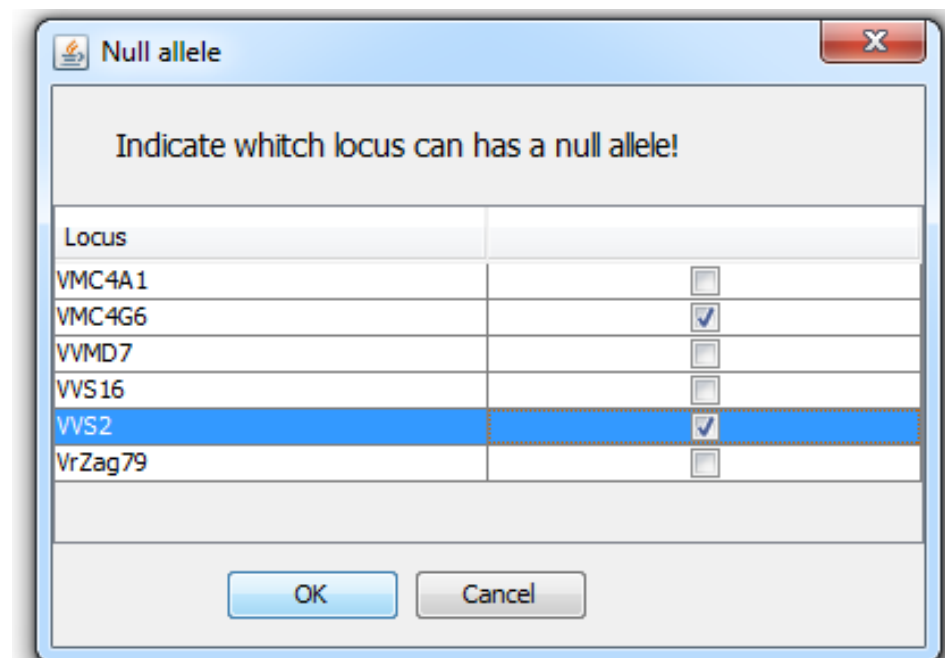 Null allele
Indicate whitch locus can has a null allele!
Locus
VMC4A1
VMC4G6
VVMD7
VVS16
VVS2
VrZag79
OK Cancel